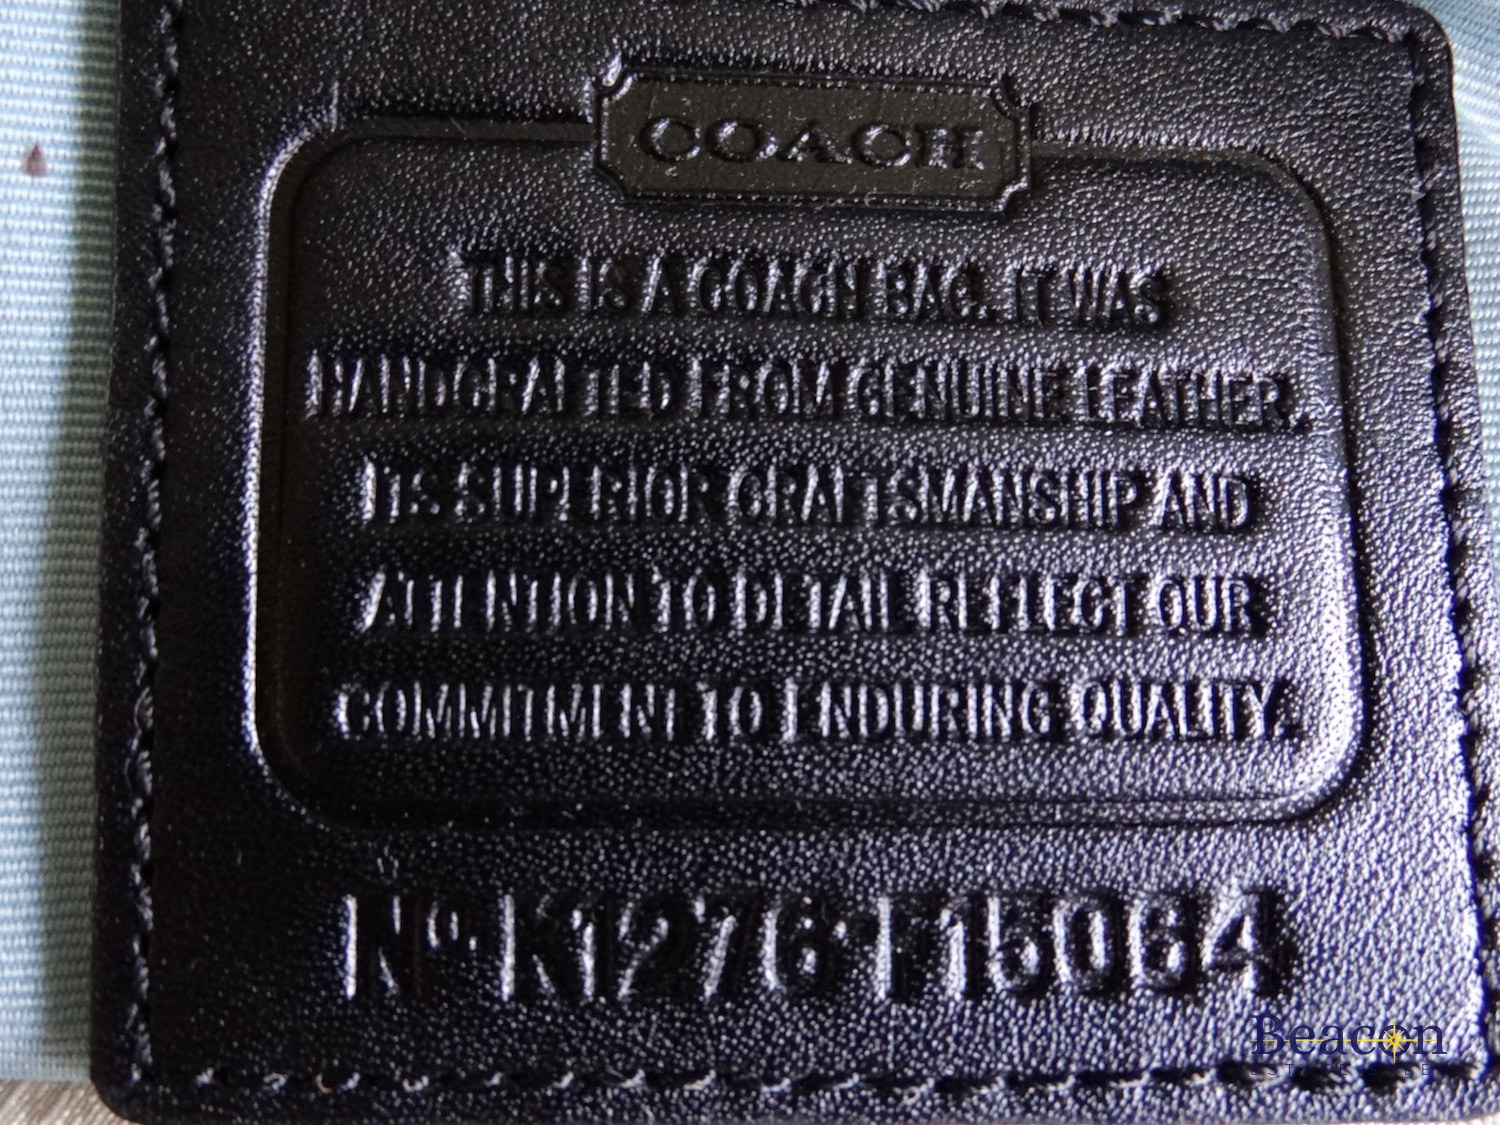 COACH
THIS IS A COACH BAG. IT WAS
HANDCRAFTED FROM GENUINE LEATHER.
ITS SUPERIOR CRAFTSMANSHIP AND
ATTENTION TO DETAIL REFLECT OUR
COMMITMENT TO ENDURING QUALITY.
Nº. K1276-F15064
Beacon